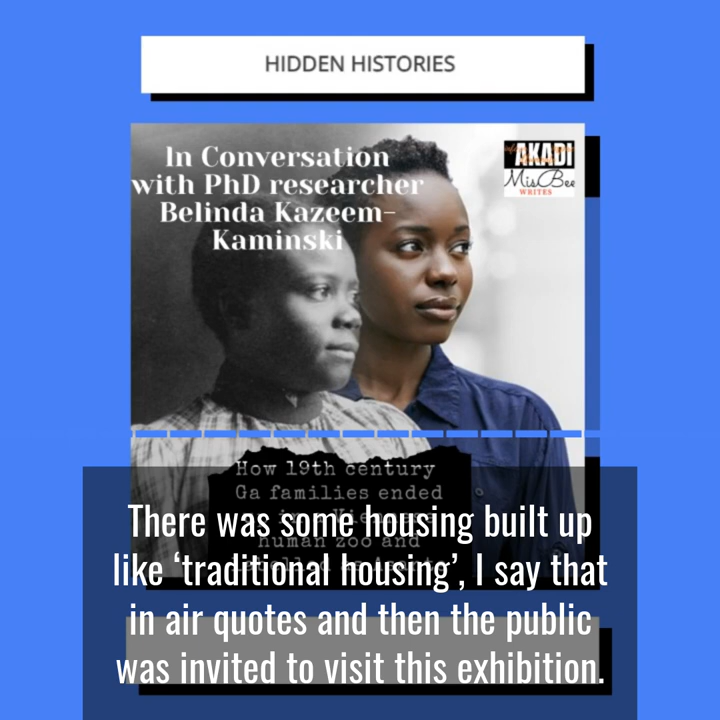 HIDDEN HISTORIES
In Conversation
with PhD researcher
Belinda Kazeem-
Kaminski
AKADI
MisBee
WRITES
How 19th century
Ga families ended
human zoo and
There was some housing built up
like ‘traditional housing’, I say that
in air quotes and then the public
was invited to visit this exhibition.